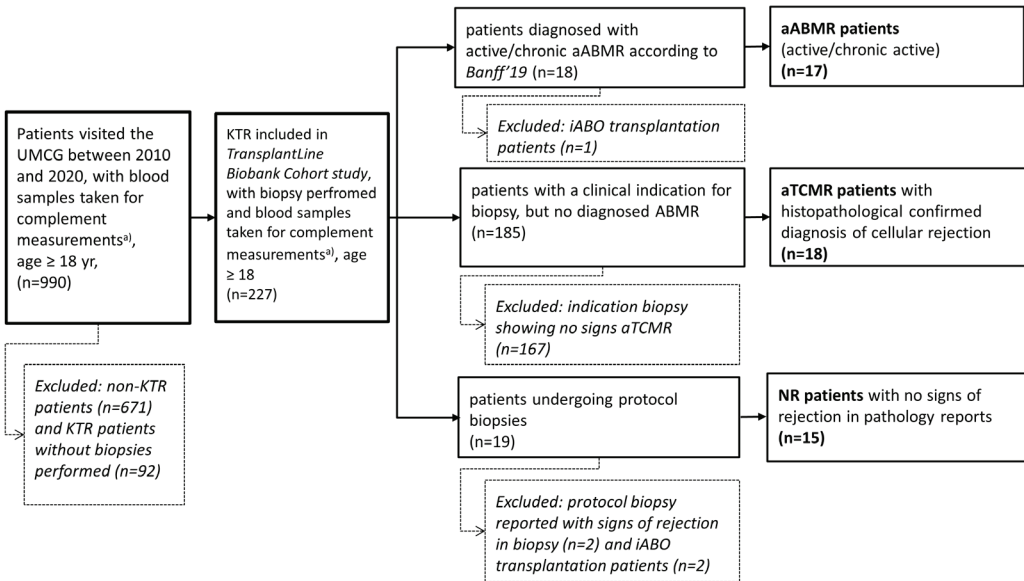 Patients visited the
UMCG between 2010
and 2020, with blood
samples taken for
complement
measurementsᵃ⁾,
age ≥ 18 yr,
(n=990)
Excluded: non-KTR
patients (n=671)
and KTR patients
without biopsies
performed (n=92)
KTR included in
TransplantLine
Biobank Cohort study,
with biopsy perfromed
and blood samples
taken for complement
measurementsᵃ⁾, age
≥ 18
(n=227)
patients diagnosed with
active/chronic aABMR according to
Banff’19 (n=18)
Excluded: iABO transplantation
patients (n=1)
aABMR patients
(active/chronic active)
(n=17)
patients with a clinical indication for
biopsy, but no diagnosed ABMR
(n=185)
Excluded: indication biopsy
showing no signs aTCMR
(n=167)
aTCMR patients with
histopathological confirmed
diagnosis of cellular rejection
(n=18)
patients undergoing protocol
biopsies
(n=19)
Excluded: protocol biopsy
reported with signs of rejection
in biopsy (n=2) and iABO
transplantation patients (n=2)
NR patients with no signs of
rejection in pathology reports
(n=15)